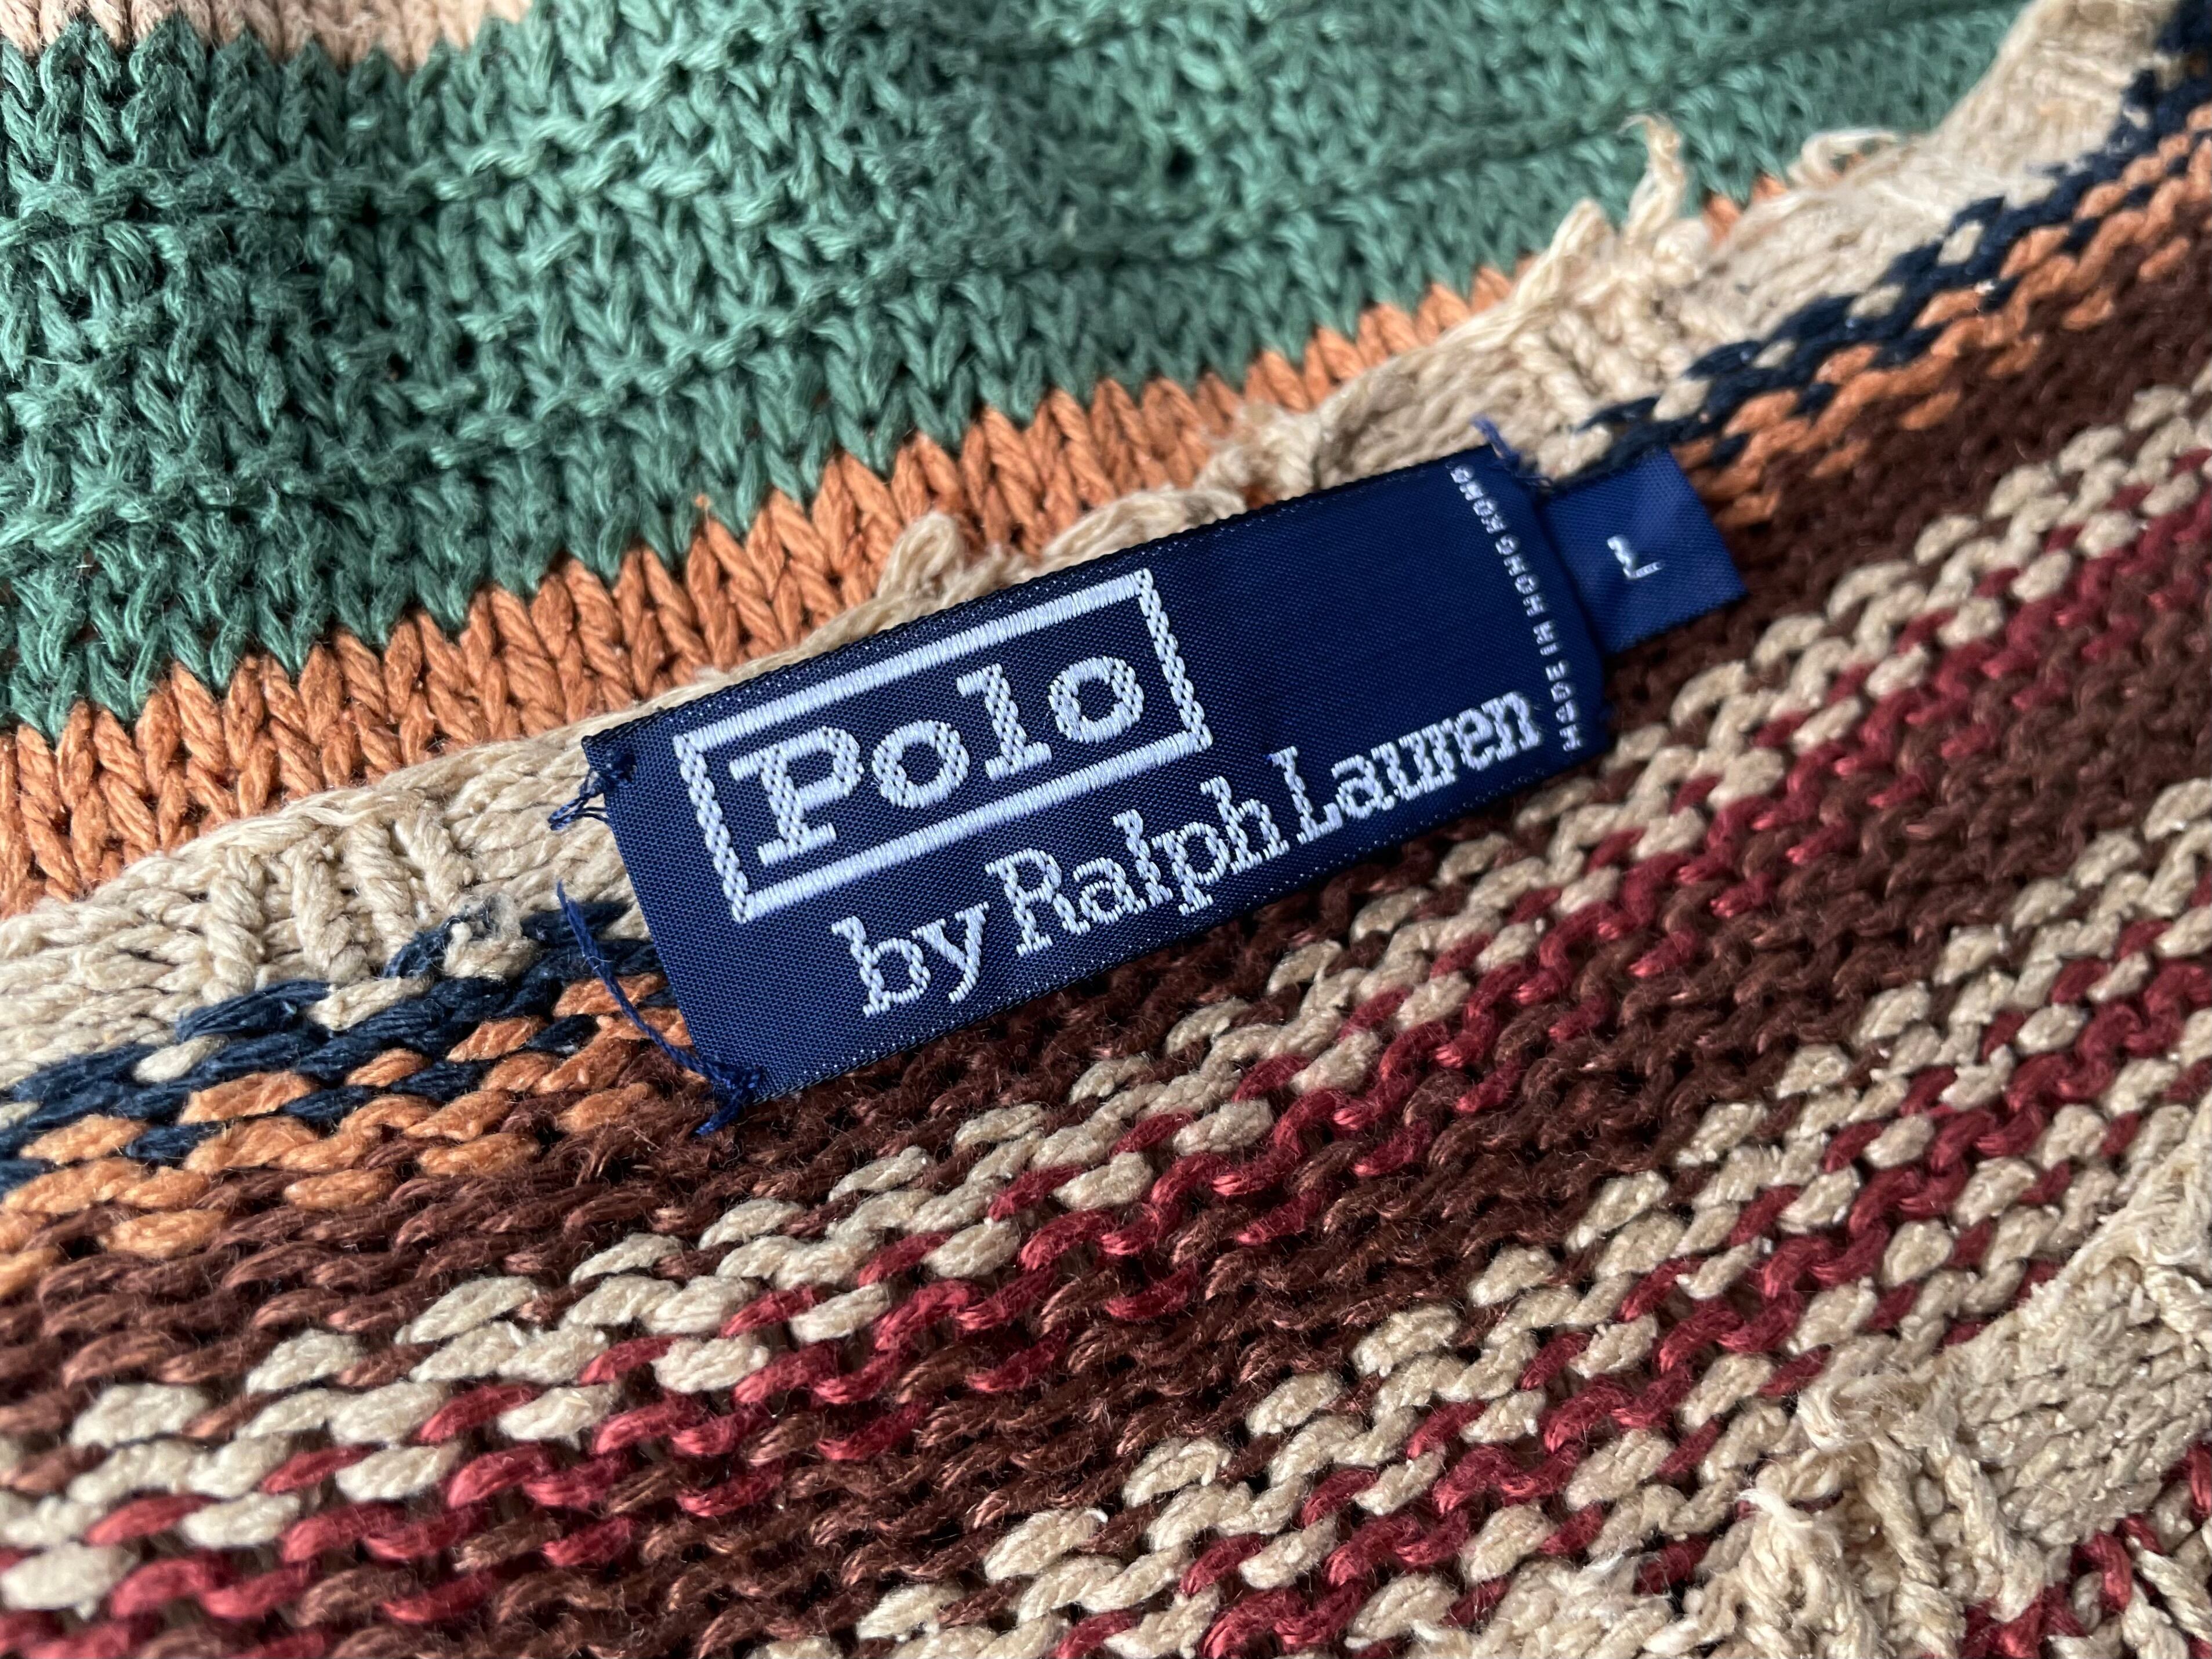 Polo
by Ralph Lauren
MADE IN HONG KONG
L